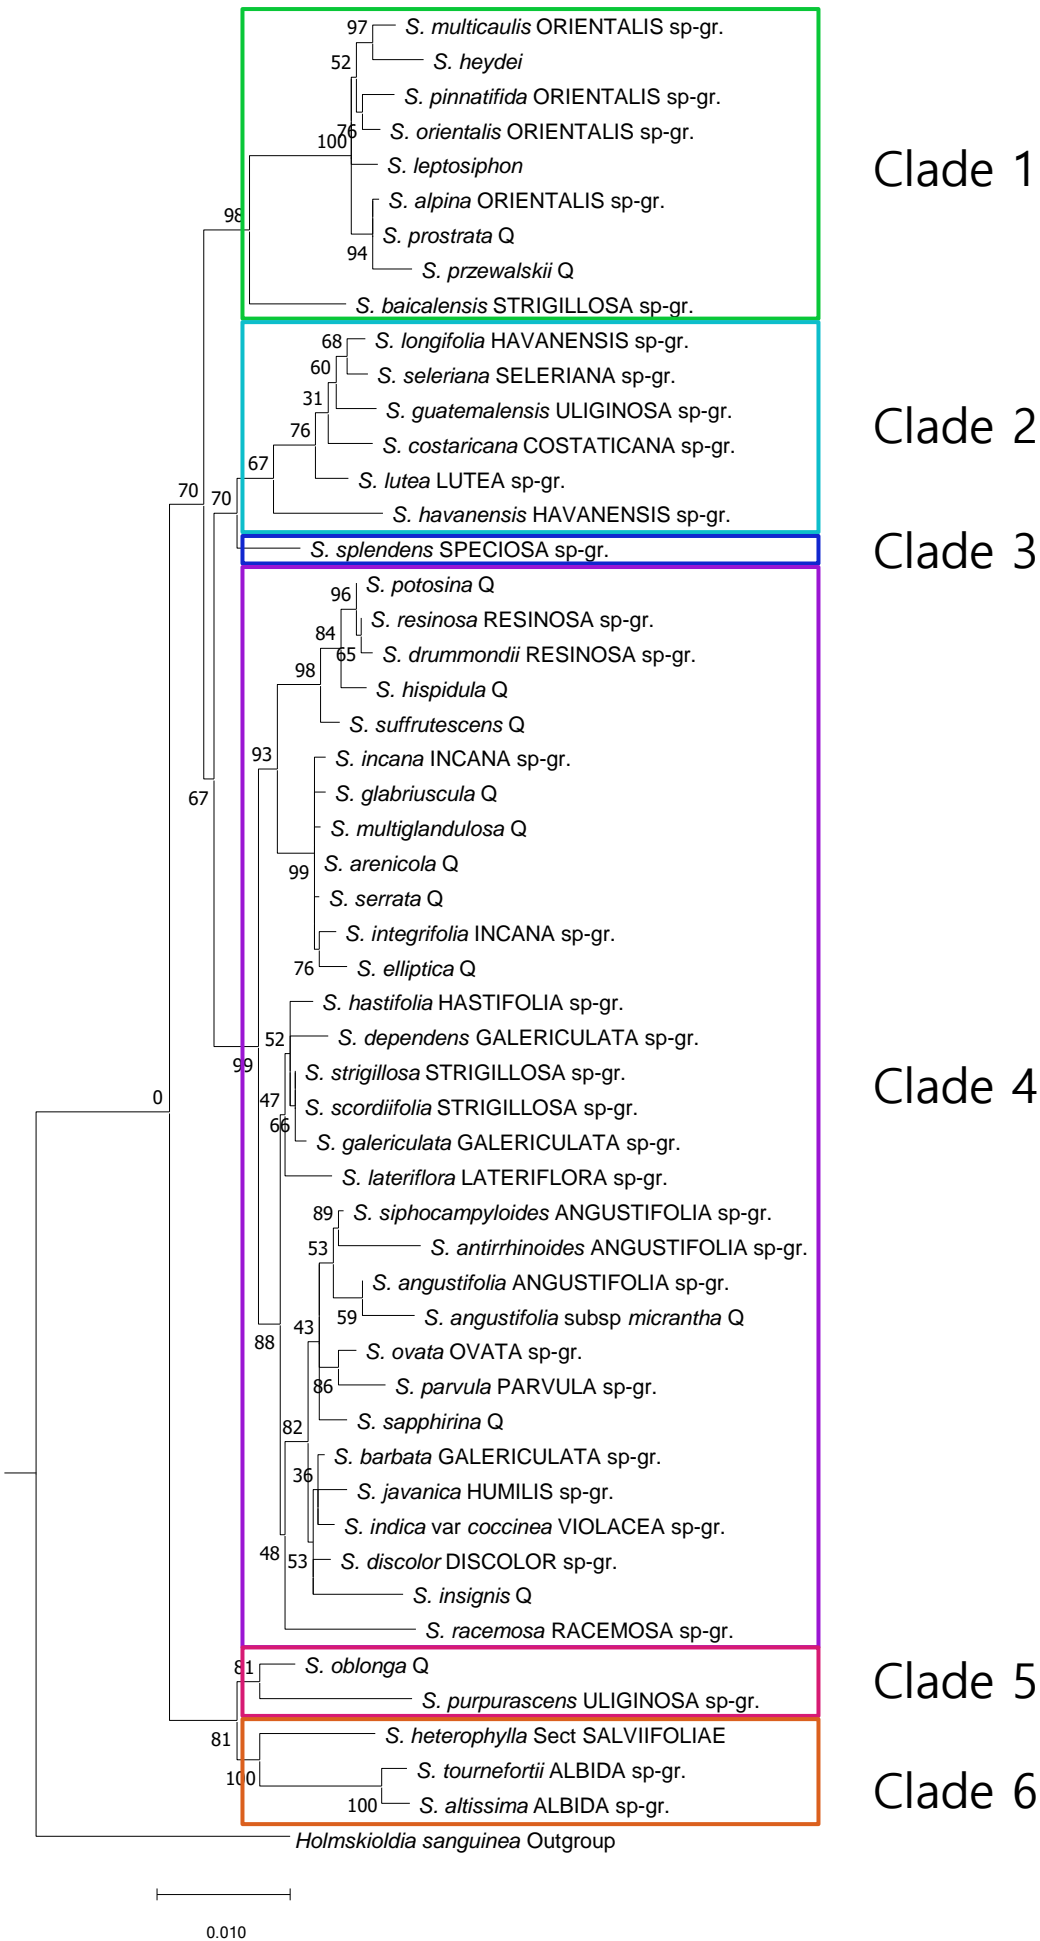 97
S. multicaulis ORIENTALIS sp-gr.
52
S. heydei
S. pinnatifida ORIENTALIS sp-gr.
76
S. orientalis ORIENTALIS sp-gr.
100
S. leptosiphon
Clade 1
S. alpina ORIENTALIS sp-gr.
98
S. prostrata Q
94
S. przewalskii Q
S. baicalensis STRIGILLOSA sp-gr.
68
S. longifolia HAVANENSIS sp-gr.
60
S. seleriana SELERIANA sp-gr.
31
S. guatemalensis ULIGINOSA sp-gr.
Clade 2
76
S. costaricana COSTATICANA sp-gr.
67
S. lutea LUTEA sp-gr.
70
70
S. havanensis HAVANENSIS sp-gr.
S. splendens SPECIOSA sp-gr.
Clade 3
S. potosina Q
96
S. resinosa RESINOSA sp-gr.
84
65
S. drummondii RESINOSA sp-gr.
98
S. hispidula Q
S. suffrutescens Q
93
S. incana INCANA sp-gr.
67
S. glabriuscula Q
S. multiglandulosa Q
S. arenicola Q
99
S. serrata Q
S. integrifolia INCANA sp-gr.
76
S. elliptica Q
S. hastifolia HASTIFOLIA sp-gr.
52
S. dependens GALERICULATA sp-gr.
99
S. strigillosa STRIGILLOSA sp-gr.
Clade 4
0
47
S. scordiifolia STRIGILLOSA sp-gr.
66
S. galericulata GALERICULATA sp-gr.
S. lateriflora LATERIFLORA sp-gr.
89
S. siphocampyloides ANGUSTIFOLIA sp-gr.
53
S. antirrhinoides ANGUSTIFOLIA sp-gr.
S. angustifolia ANGUSTIFOLIA sp-gr.
59
S. angustifolia subsp micrantha Q
43
88
S. ovata OVATA sp-gr.
86
S. parvula PARVULA sp-gr.
82
S. sapphirina Q
S. barbata GALERICULATA sp-gr.
36
S. javanica HUMILIS sp-gr.
S. indica var coccinea VIOLACEA sp-gr.
48
53
S. discolor DISCOLOR sp-gr.
S. insignis Q
S. racemosa RACEMOSA sp-gr.
81
S. oblonga Q
Clade 5
S. purpurascens ULIGINOSA sp-gr.
81
S. heterophylla Sect SALVIIFOLIAE
100
S. tournefortii ALBIDA sp-gr.
Clade 6
100
S. altissima ALBIDA sp-gr.
Holmskioldia sanguinea Outgroup
0.010